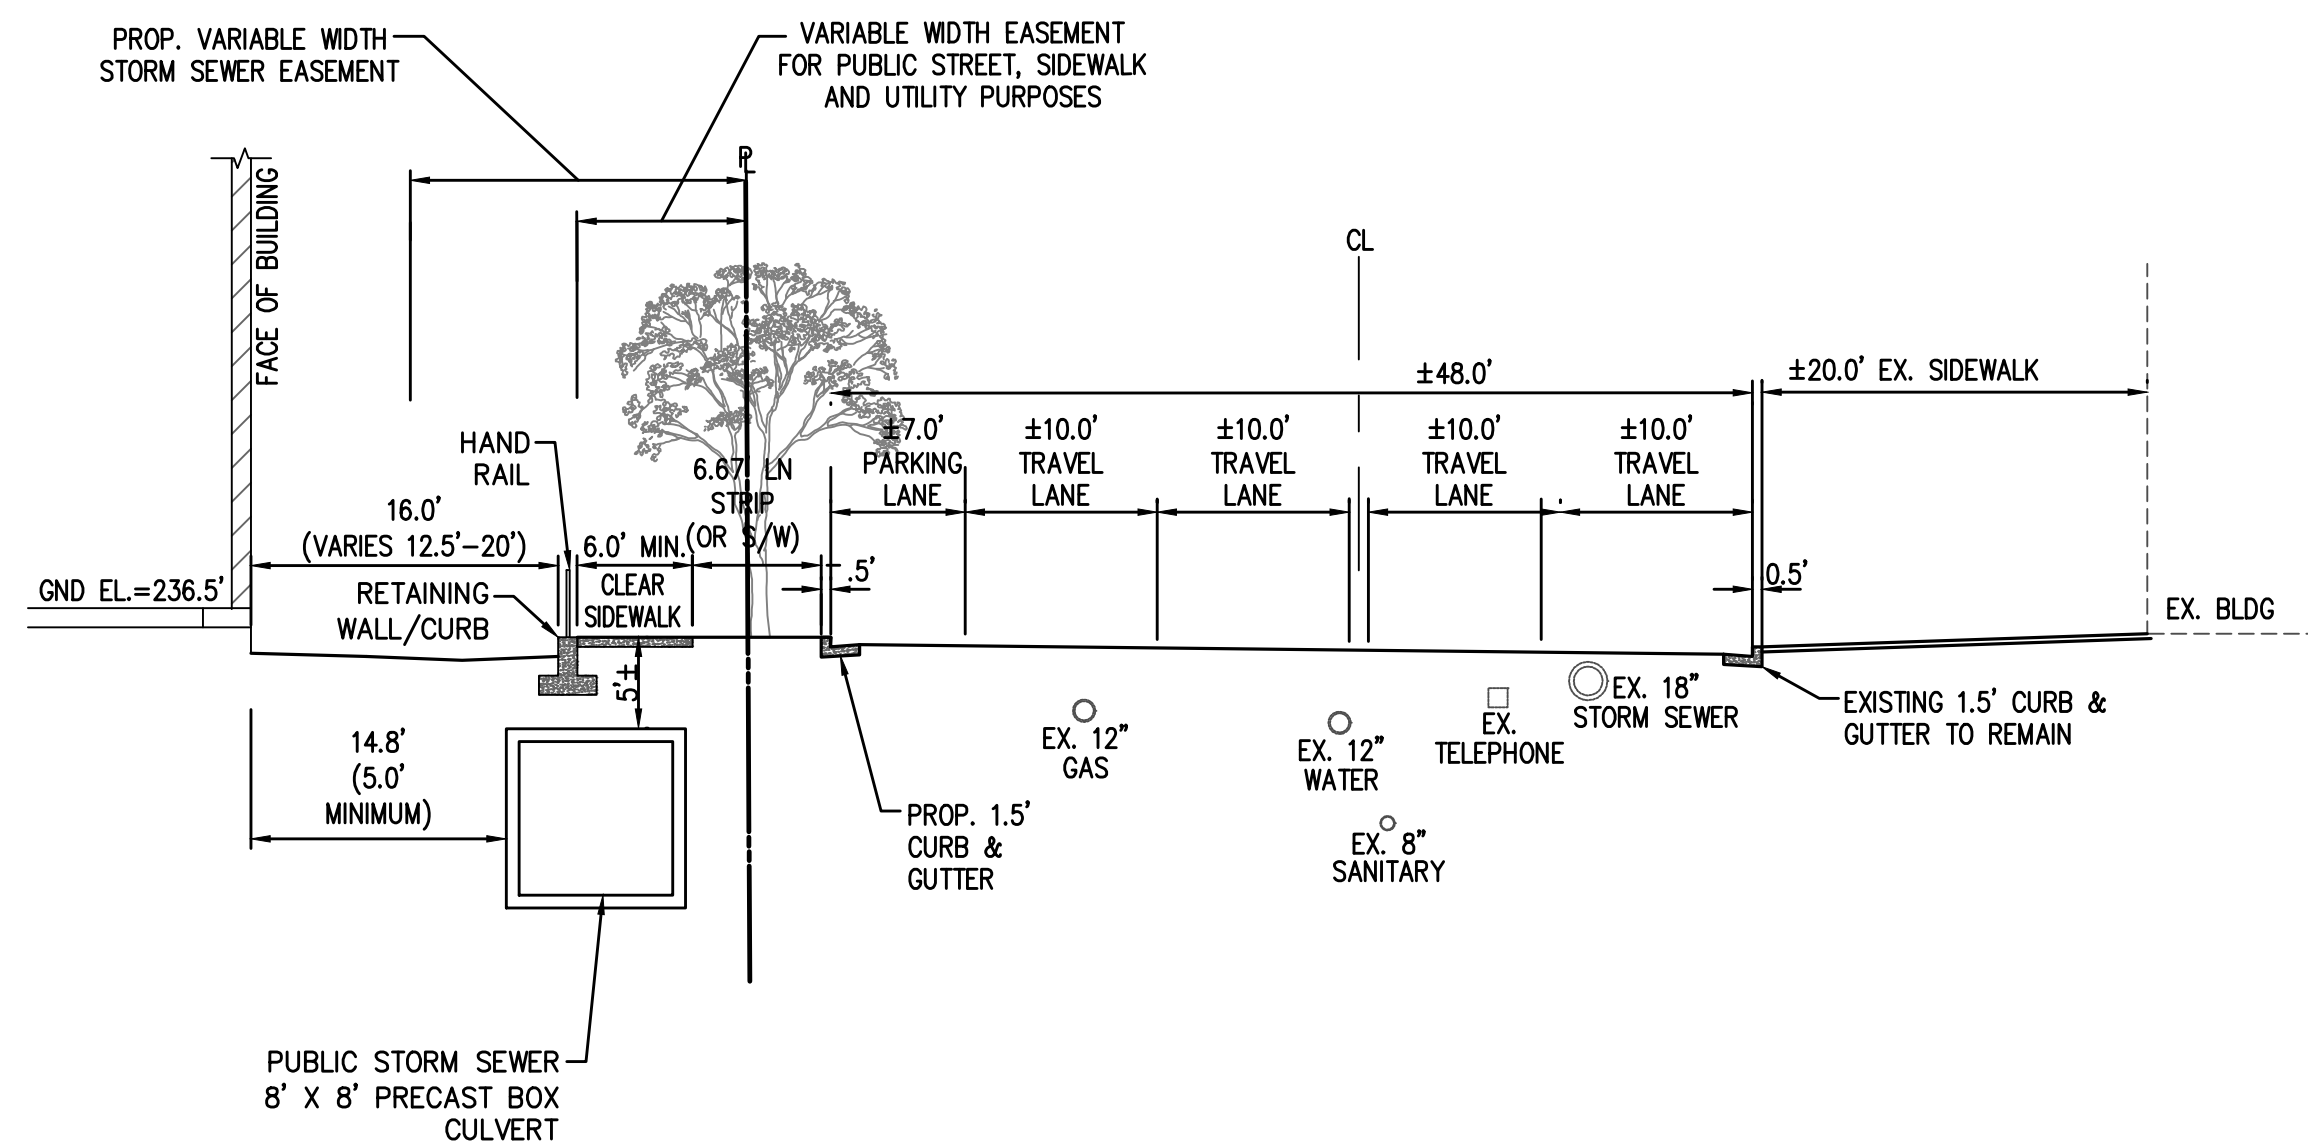 PROP. VARIABLE WIDTH
STORM SEWER EASEMENT
VARIABLE WIDTH EASEMENT
FOR PUBLIC STREET, SIDEWALK
AND UTILITY PURPOSES
PL
FACE OF BUILDING
CL
±48.0'
±20.0' EX. SIDEWALK
HAND
RAIL
6.67' LN
STRIP
(OR S/W)
±7.0'
PARKING
LANE
±10.0'
TRAVEL
LANE
±10.0'
TRAVEL
LANE
±10.0'
TRAVEL
LANE
±10.0'
TRAVEL
LANE
16.0'
(VARIES 12.5'-20')
6.0' MIN.
CLEAR
SIDEWALK
.5'
0.5'
GND EL.=236.5'
RETAINING
WALL/CURB
EX. BLDG
5'±
14.8'
(5.0'
MINIMUM)
EX. 12"
GAS
EX. 12"
WATER
EX.
TELEPHONE
EX. 18"
STORM SEWER
EXISTING 1.5' CURB &
GUTTER TO REMAIN
EX. 8"
SANITARY
PROP. 1.5'
CURB &
GUTTER
PUBLIC STORM SEWER
8' X 8' PRECAST BOX
CULVERT